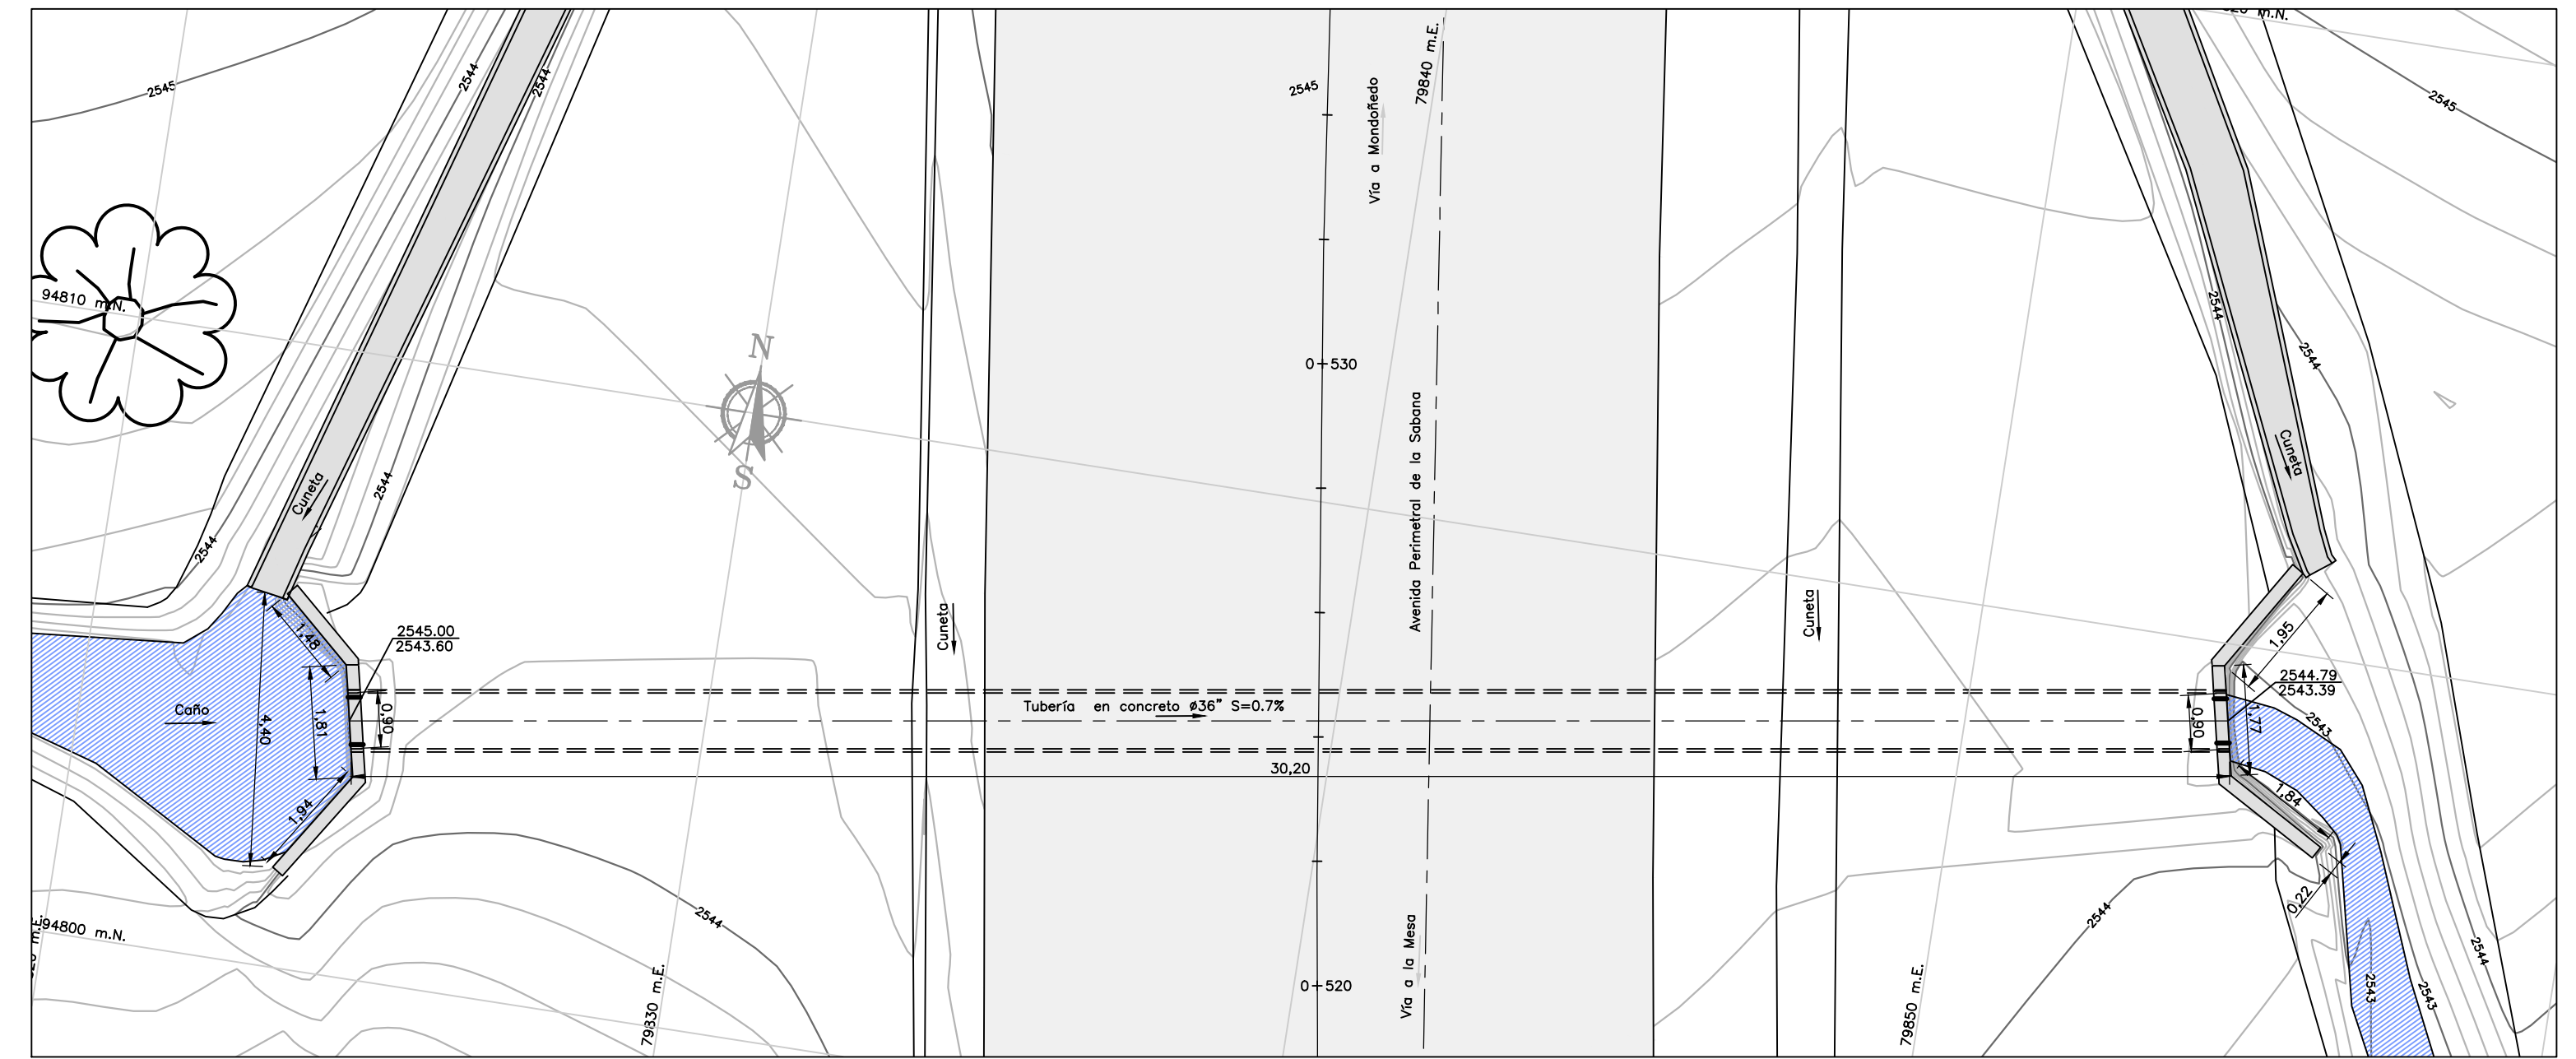 2545
2544
2544
2545
79840 m.E.
Vía a Mondoñedo
m.N.
2545
94810 m.N.
N
S
0+530
2544
2544
Cuneta
2544
2544
Cuneta
Avenida Perimetral de la Sabana
Cuneta
Cuneta
1,48
2545.00
2543.60
1,95
2544.79
2543.39
Caño
4,40
1,81
0,90
Tubería en concreto ø36” S=0.7%
0,90
1,77
2543
30,20
1,94
1,84
0,22
94800 m.N.
m.E.
2544
79830 m.E.
0+520
Vía a la Mesa
79850 m.E.
2544
2543
2543
2544